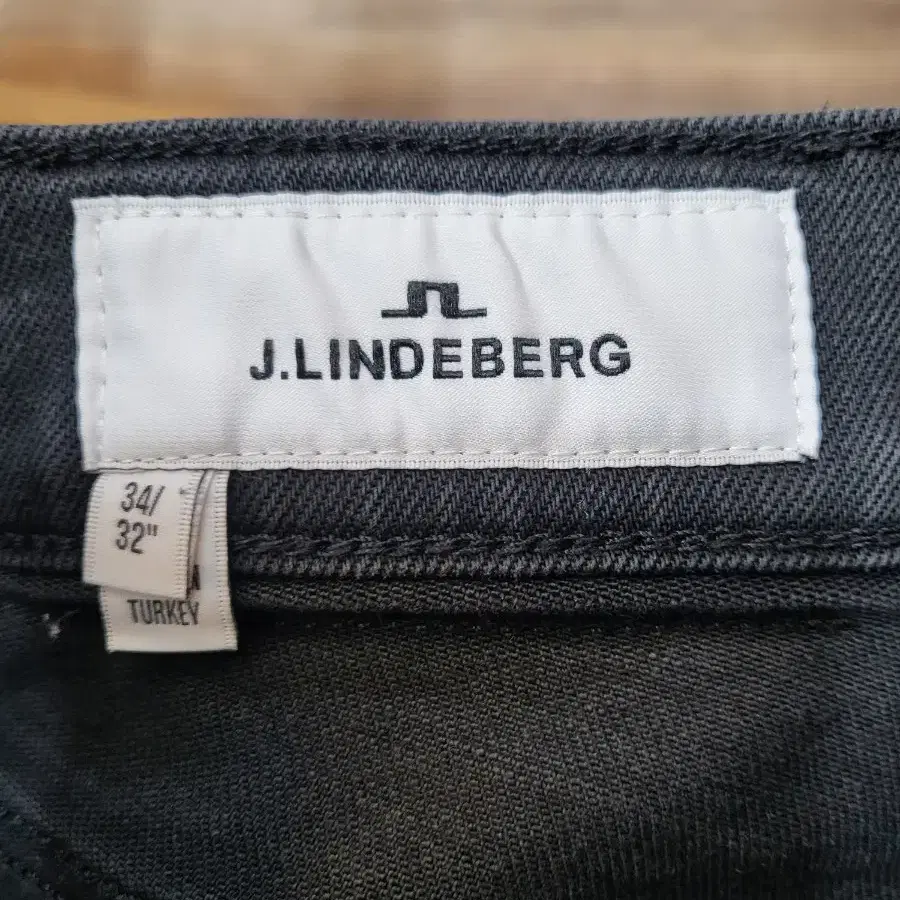 J.LINDEBERG
34/
32"
TURKEY